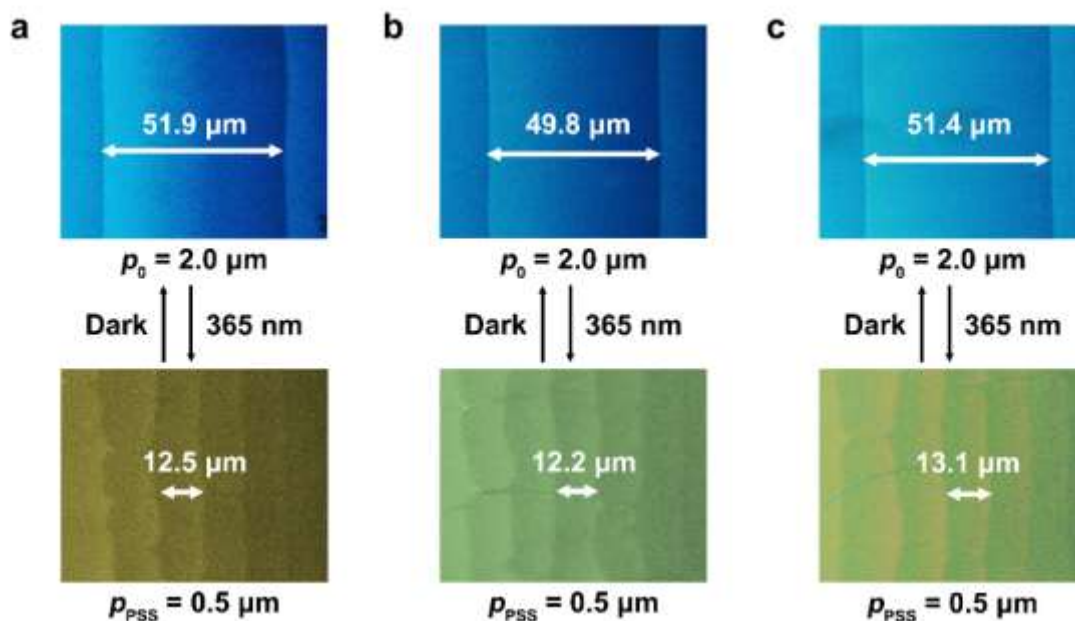 a
51.9 µm
p₀ = 2.0 µm
Dark 365 nm
12.5 µm
pPSS = 0.5 µm
b
49.8 µm
p₀ = 2.0 µm
Dark 365 nm
12.2 µm
pPSS = 0.5 µm
c
51.4 µm
p₀ = 2.0 µm
Dark 365 nm
13.1 µm
pPSS = 0.5 µm